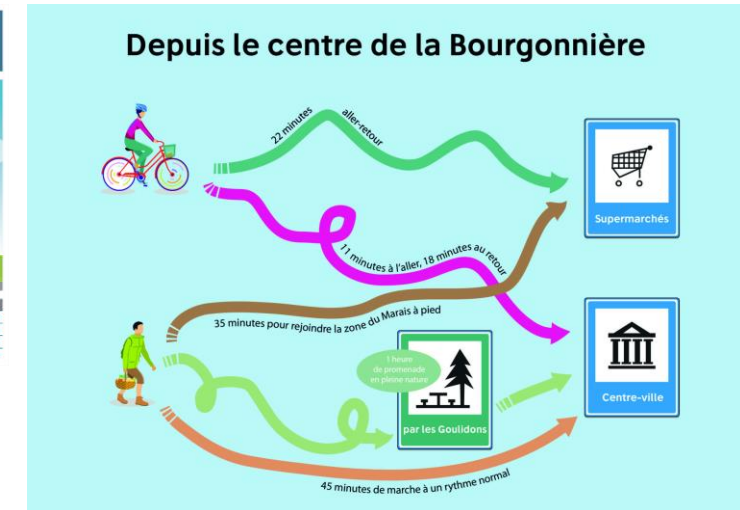 Depuis le centre de la Bourgonnière
22 minutes aller-retour
Supermarchés
11 minutes à l'aller, 18 minutes au retour
35 minutes pour rejoindre la zone du Marais à pied
1 heure
de promenade
en pleine nature
par les Goulidons
Centre-ville
45 minutes de marche à un rythme normal